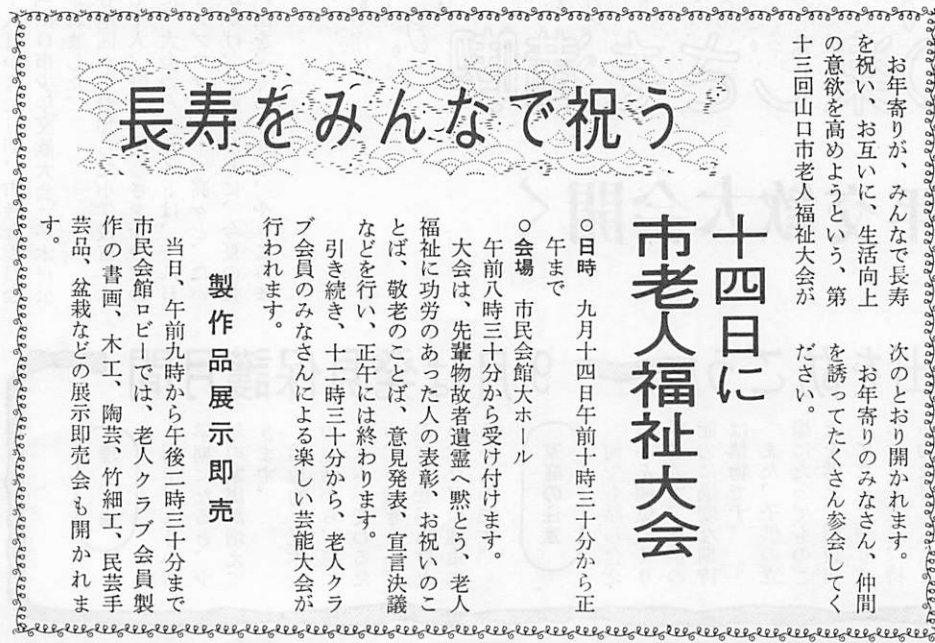 長寿をみんなで祝う
十四日に
市老人福祉大会
お年寄りが、みんなで長寿
を祝い、お互いに、生活向上
の意欲を高めようという、第
十三回山口市老人福祉大会が
次のとおり開かれます。
お年寄りのみなさん、仲間
を誘ってたくさん参会してく
ださい。
○日時 九月十四日午前十時三十分から正
午まで
○会場 市民会館大ホール
午前八時三十分から受け付けます。
大会は、先輩物故者遺霊へ黙とう、老人
福祉に功労のあった人の表彰、お祝いのこ
とば、敬老のことば、意見発表、宣言決議
などを行い、正午には終わります。
引き続き、十二時三十分から、老人クラ
ブ会員のみなさんによる楽しい芸能大会が
行われます。
製作品展示即売
当日、午前九時から午後二時三十分まで
市民会館ロビーでは、老人クラブ会員製
作の書画、木工、陶芸、竹細工、民芸手
芸品、盆栽などの展示即売会も開かれま
す。